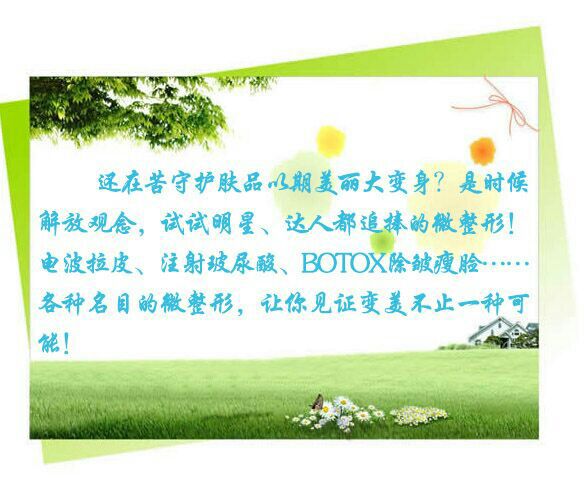 还在苦守护肤品以期美丽大变身？是时候
解放观念，试试明星、达人都追捧的微整形！
电波拉皮、注射玻尿酸、BOTOX除皱瘦脸……
各种名目的微整形，让你见证变美不止一种可
能！